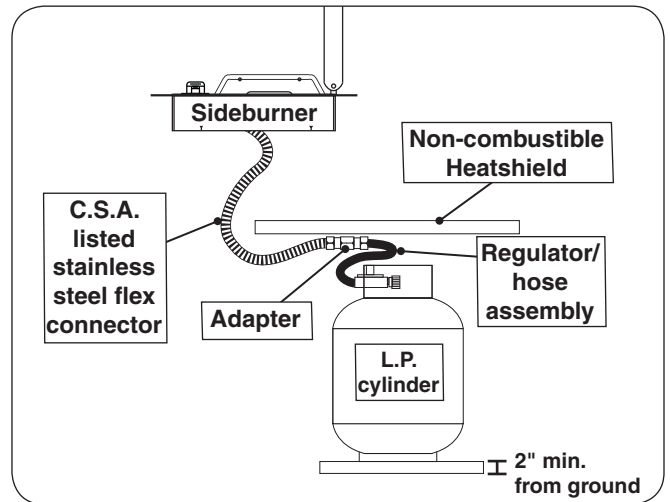 Sideburner
Non-combustible
Heatshield
C.S.A.
listed
stainless
steel flex
connector
Adapter
Regulator/
hose
assembly
L.P.
cylinder
2" min.
from ground